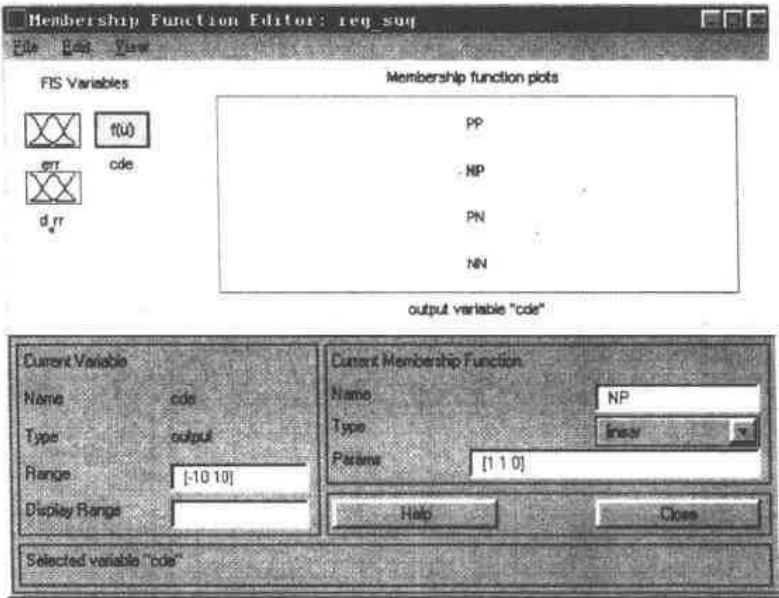 Membership Function Editor: reg_sug
File Edit View
FIS Variables
Membership function plots
f(u)
err
cde
d_err
PP
NP
PN
NN
output variable "cde"
Current Variable
Name cde
Type output
Range [-10 10]
Display Range
Current Membership Function
Name NP
Type linear
Params [1 1 0]
Help
Close
Selected variable "cde"